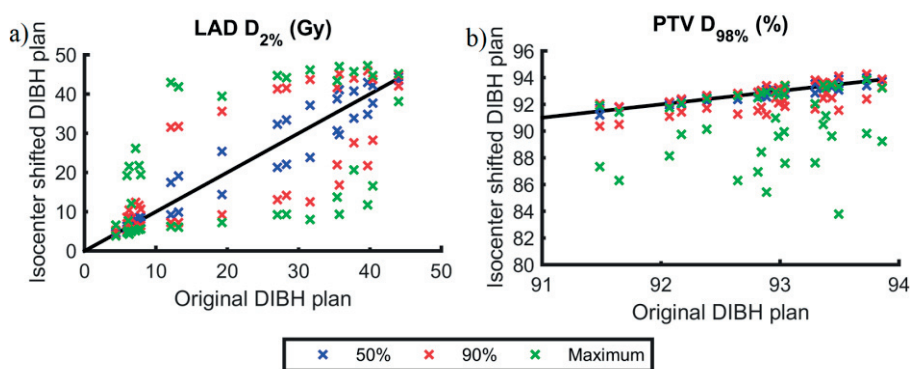 a)
LAD D2% (Gy)
Isocenter shifted DIBH plan
50
40
30
20
10
0
0 10 20 30 40 50
Original DIBH plan
b)
PTV D98% (%)
Isocenter shifted DIBH plan
96
94
92
90
88
86
84
82
80
91 92 93 94
Original DIBH plan
50% 90% Maximum